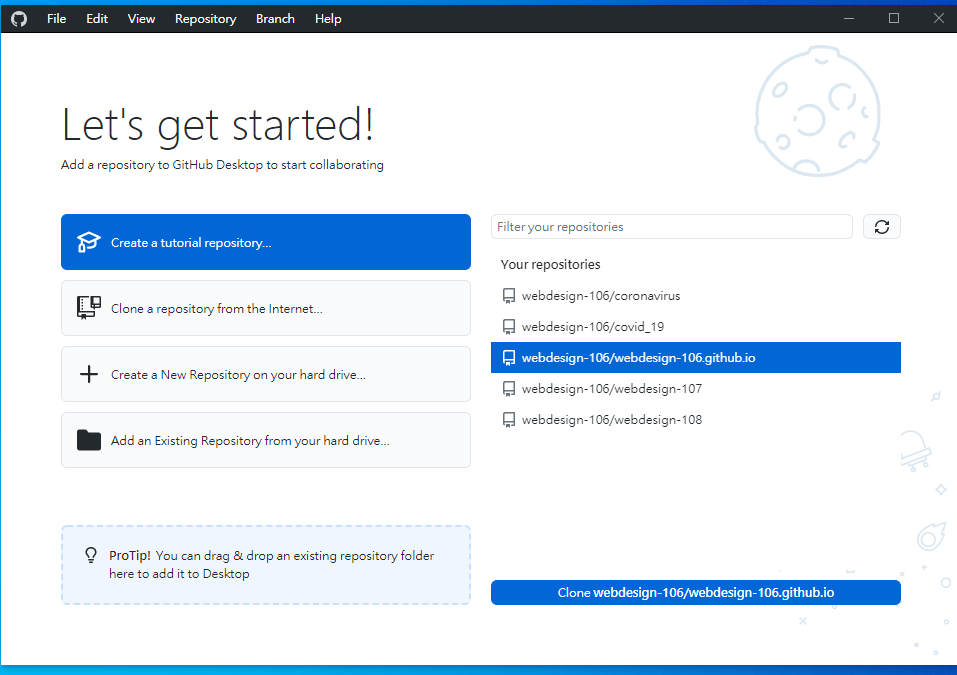 File Edit View Repository Branch Help
Let's get started!
Add a repository to GitHub Desktop to start collaborating
Create a tutorial repository...
Clone a repository from the Internet...
Create a New Repository on your hard drive...
Add an Existing Repository from your hard drive...
ProTip! You can drag & drop an existing repository folder
here to add it to Desktop
Filter your repositories
Your repositories
webdesign-106/coronavirus
webdesign-106/covid_19
webdesign-106/webdesign-106.github.io
webdesign-106/webdesign-107
webdesign-106/webdesign-108
Clone webdesign-106/webdesign-106.github.io